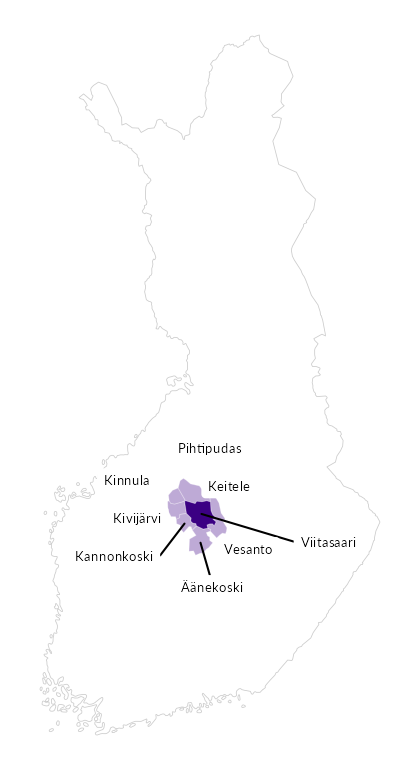 Pihtipudas
Kinnula
Keitele
Kivijärvi
Viitasaari
Vesanto
Kannonkoski
Äänekoski